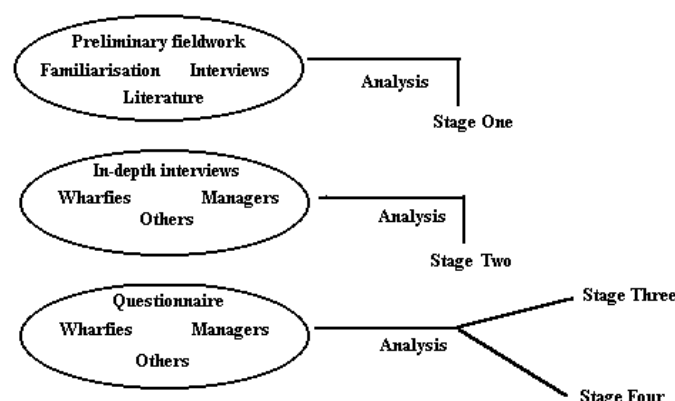 Preliminary fieldwork
Familiarisation Interviews
Literature
Analysis
Stage One
In-depth interviews
Wharfies Managers
Others
Analysis
Stage Two
Questionnaire
Wharfies Managers
Others
Analysis
Stage Three
Stage Four